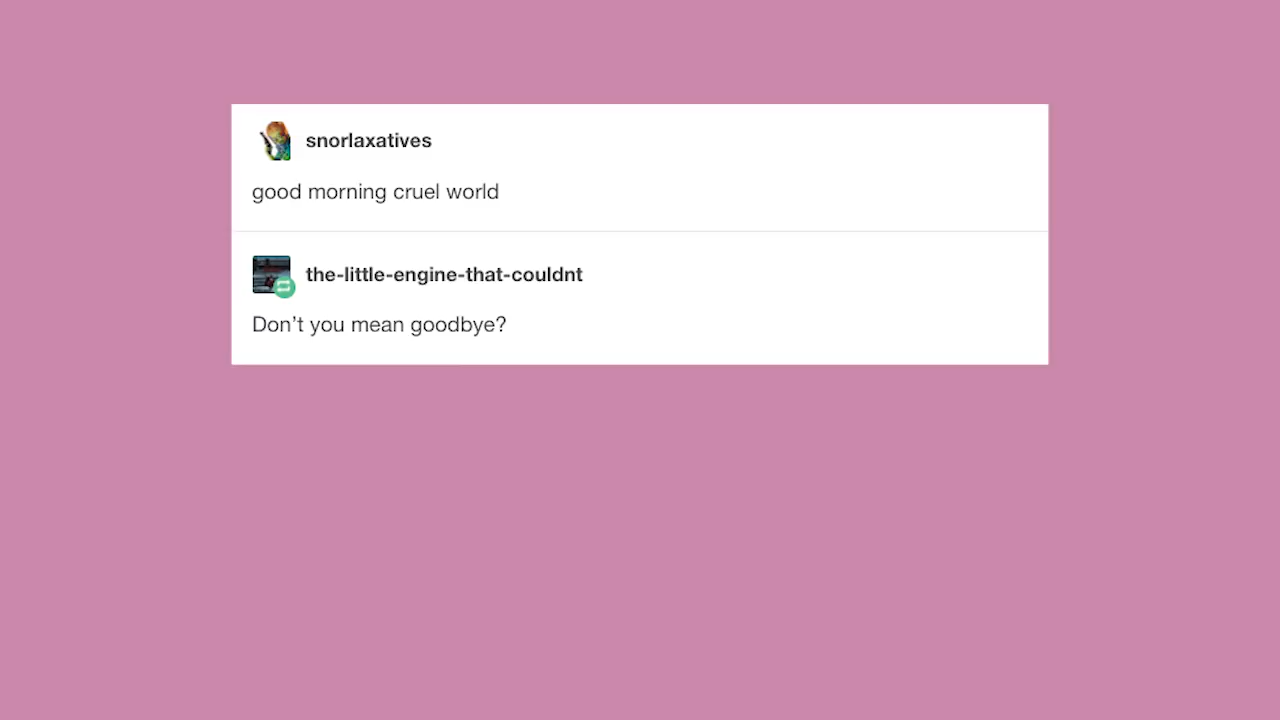 snorlaxatives
good morning cruel world
the-little-engine-that-couldnt
Don’t you mean goodbye?